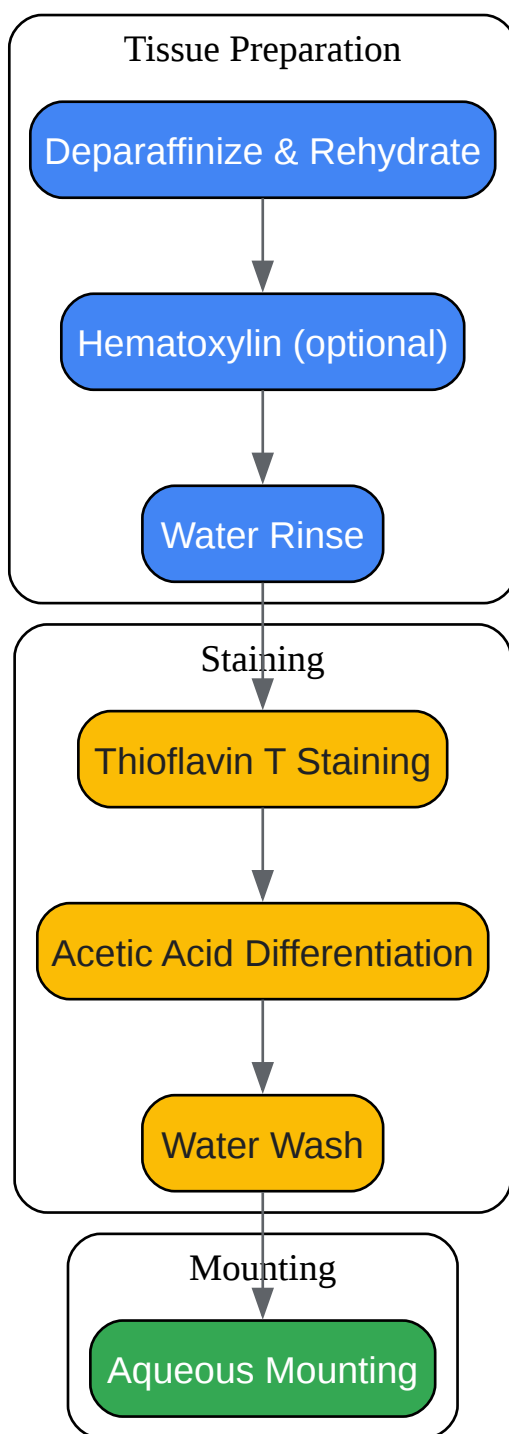 Tissue Preparation
Deparaffinize & Rehydrate
Hematoxylin (optional)
Water Rinse
Staining
Thioflavin T Staining
Acetic Acid Differentiation
Water Wash
Mounting
Aqueous Mounting